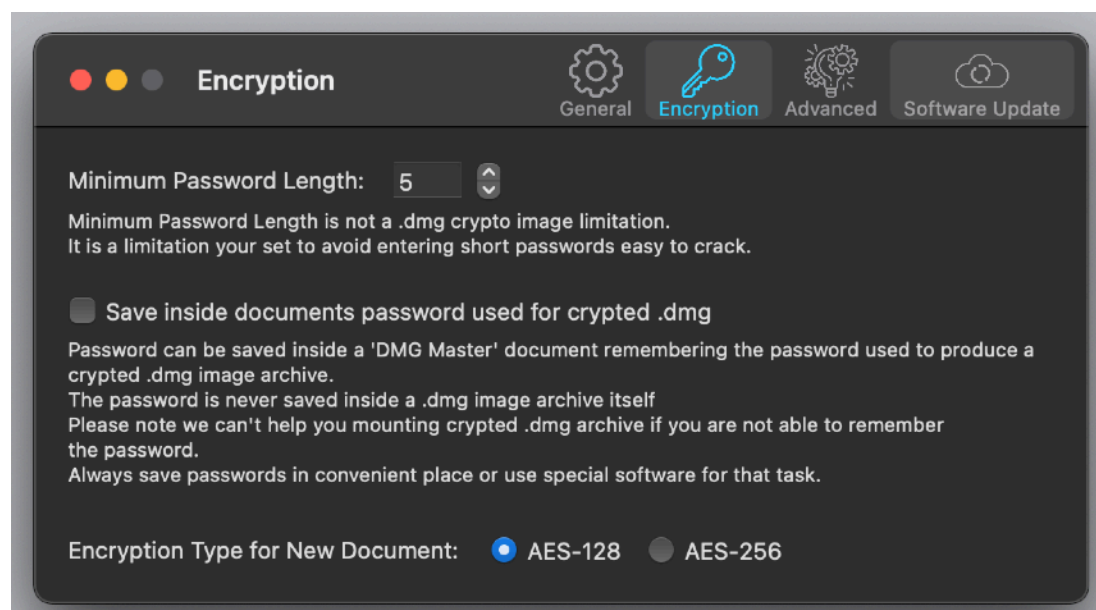 Encryption
General
Encryption
Advanced
Software Update
Minimum Password Length: 5
Minimum Password Length is not a .dmg crypto image limitation.
It is a limitation your set to avoid entering short passwords easy to crack.
Save inside documents password used for crypted .dmg
Password can be saved inside a 'DMG Master' document remembering the password used to produce a
crypted .dmg image archive.
The password is never saved inside a .dmg image archive itself
Please note we can't help you mounting crypted .dmg archive if you are not able to remember
the password.
Always save passwords in convenient place or use special software for that task.
Encryption Type for New Document: AES-128 AES-256